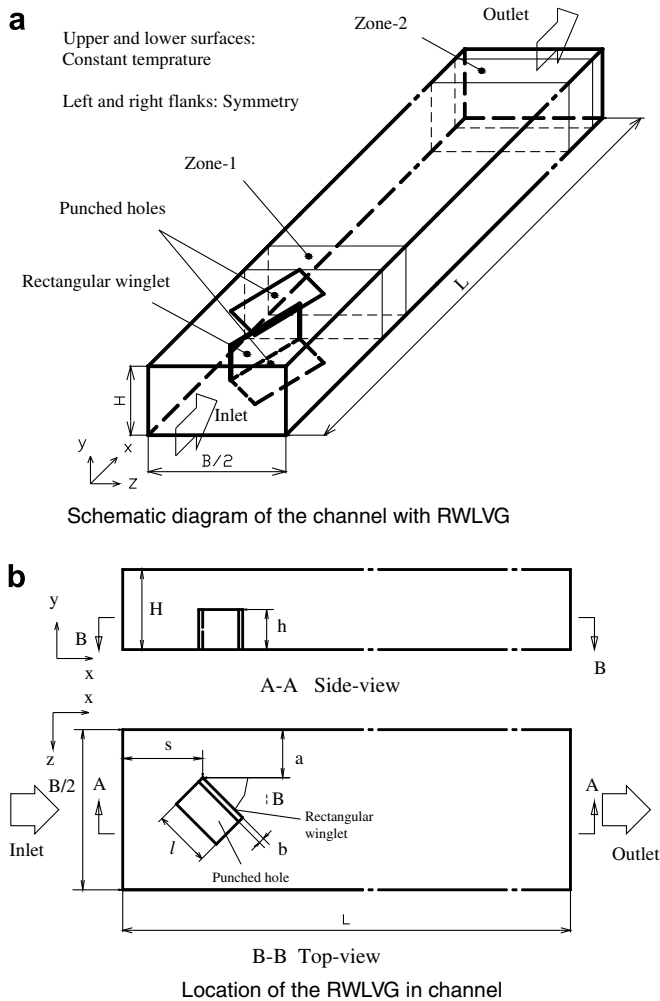 a
Upper and lower surfaces:
Constant temprature
Left and right flanks: Symmetry
Zone-2
Outlet
Zone-1
Punched holes
Rectangular winglet
L
H
Inlet
B/2
y
x
z
Schematic diagram of the channel with RWLVG
b
y
x
B
H
h
B
A-A Side-view
x
z
s
a
B/2
A
A
B
Rectangular
winglet
Inlet
l
b
Punched hole
Outlet
L
B-B Top-view
Location of the RWLVG in channel